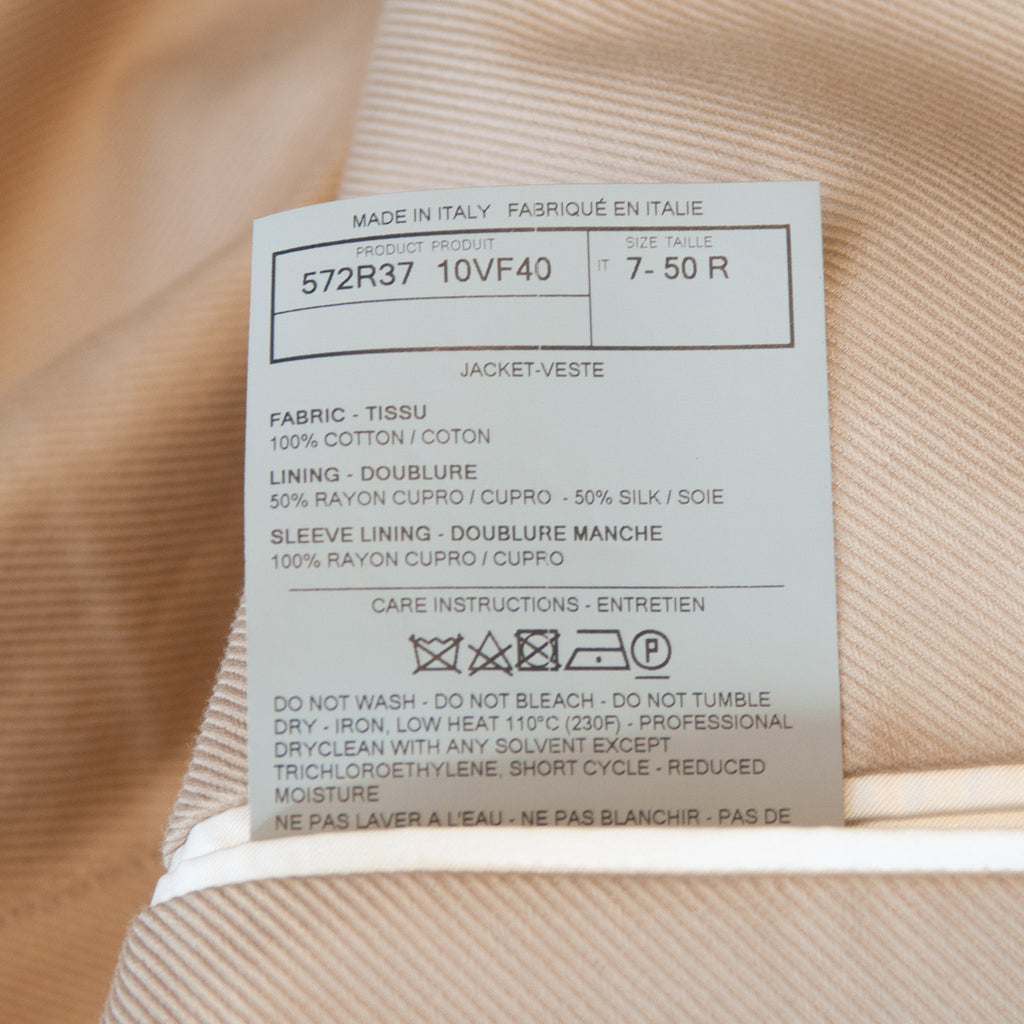 MADE IN ITALY FABRIQUÉ EN ITALIE
PRODUCT PRODUIT
572R37 10VF40
SIZE TAILLE
IT 7- 50 R
JACKET-VESTE
FABRIC - TISSU
100% COTTON / COTON
LINING - DOUBLURE
50% RAYON CUPRO / CUPRO - 50% SILK / SOIE
SLEEVE LINING - DOUBLURE MANCHE
100% RAYON CUPRO / CUPRO
CARE INSTRUCTIONS - ENTRETIEN
P
DO NOT WASH - DO NOT BLEACH - DO NOT TUMBLE
DRY - IRON, LOW HEAT 110°C (230F) - PROFESSIONAL
DRYCLEAN WITH ANY SOLVENT EXCEPT
TRICHLOROETHYLENE, SHORT CYCLE - REDUCED
MOISTURE
NE PAS LAVER A L'EAU - NE PAS BLANCHIR - PAS DE